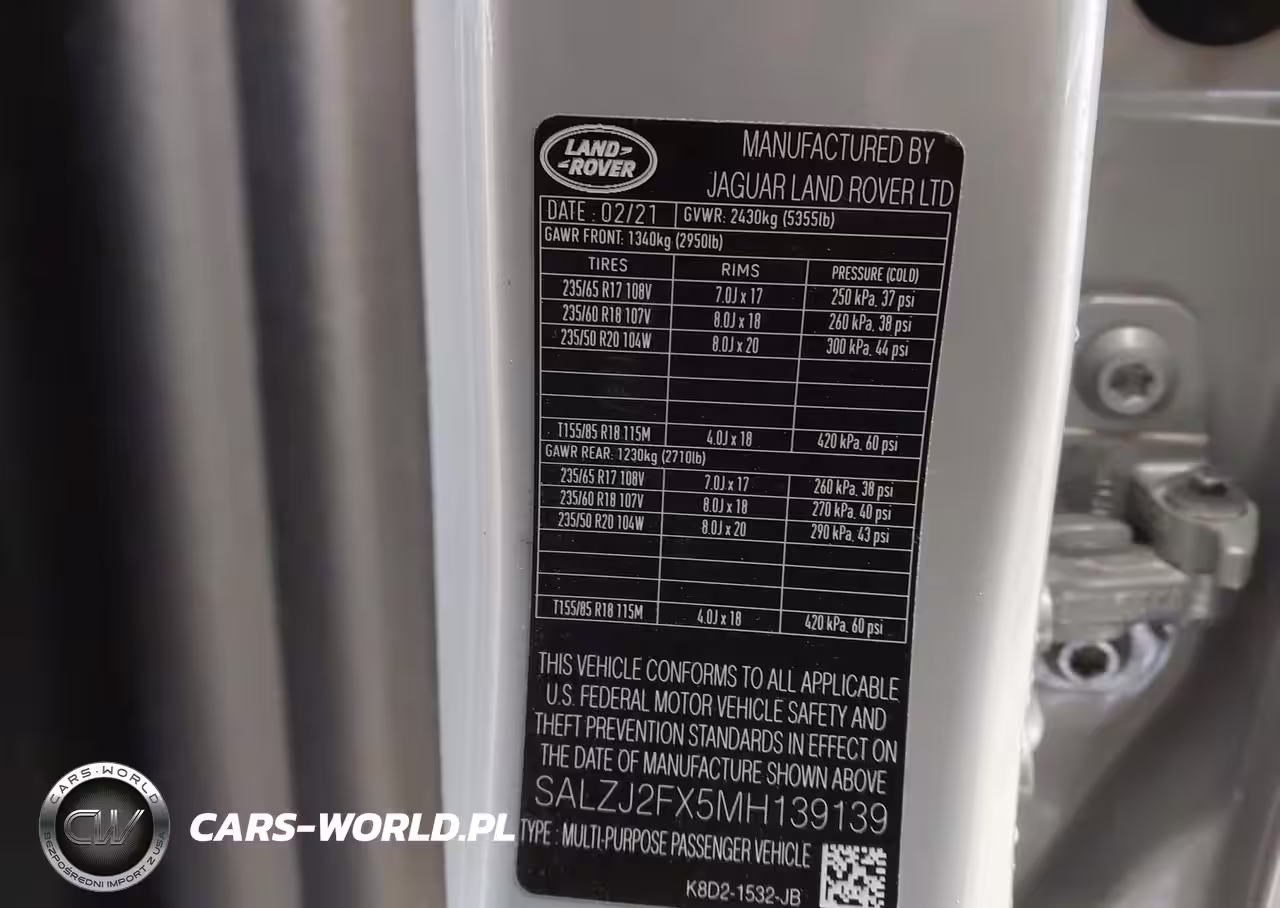 LAND-
-ROVER
MANUFACTURED BY
JAGUAR LAND ROVER LTD
DATE : 02/21 GVWR: 2430kg (5355lb)
GAWR FRONT: 1340kg (2950lb)
TIRES RIMS PRESSURE (COLD)
235/65 R17 108V 7.0J x 17 250 kPa, 37 psi
235/60 R18 107V 8.0J x 18 260 kPa, 38 psi
235/50 R20 104W 8.0J x 20 300 kPa, 44 psi
T155/85 R18 115M 4.0J x 18 420 kPa, 60 psi
GAWR REAR: 1230kg (2710lb)
235/65 R17 108V 7.0J x 17 260 kPa, 38 psi
235/60 R18 107V 8.0J x 18 270 kPa, 40 psi
235/50 R20 104W 8.0J x 20 290 kPa, 43 psi
T155/85 R18 115M 4.0J x 18 420 kPa, 60 psi
THIS VEHICLE CONFORMS TO ALL APPLICABLE
U.S. FEDERAL MOTOR VEHICLE SAFETY AND
THEFT PREVENTION STANDARDS IN EFFECT ON
THE DATE OF MANUFACTURE SHOWN ABOVE
SALZJ2FX5MH139139
TYPE : MULTI-PURPOSE PASSENGER VEHICLE
K8D2-1532-JB
CARS-WORLD
CW
BEZPOŚREDNI IMPORT Z USA
CARS-WORLD.PL